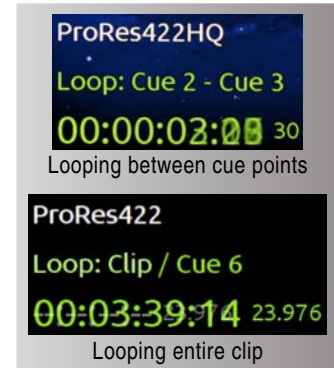 ProRes422HQ
Loop: Cue 2 - Cue 3
00:00:03: 30
Looping between cue points
ProRes422
Loop: Clip / Cue 6
00:03:39:14 23.976
Looping entire clip